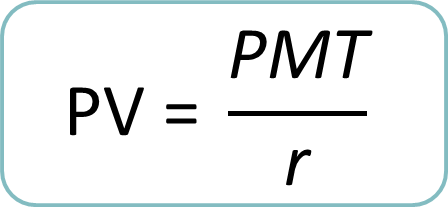 PV = PMT
r